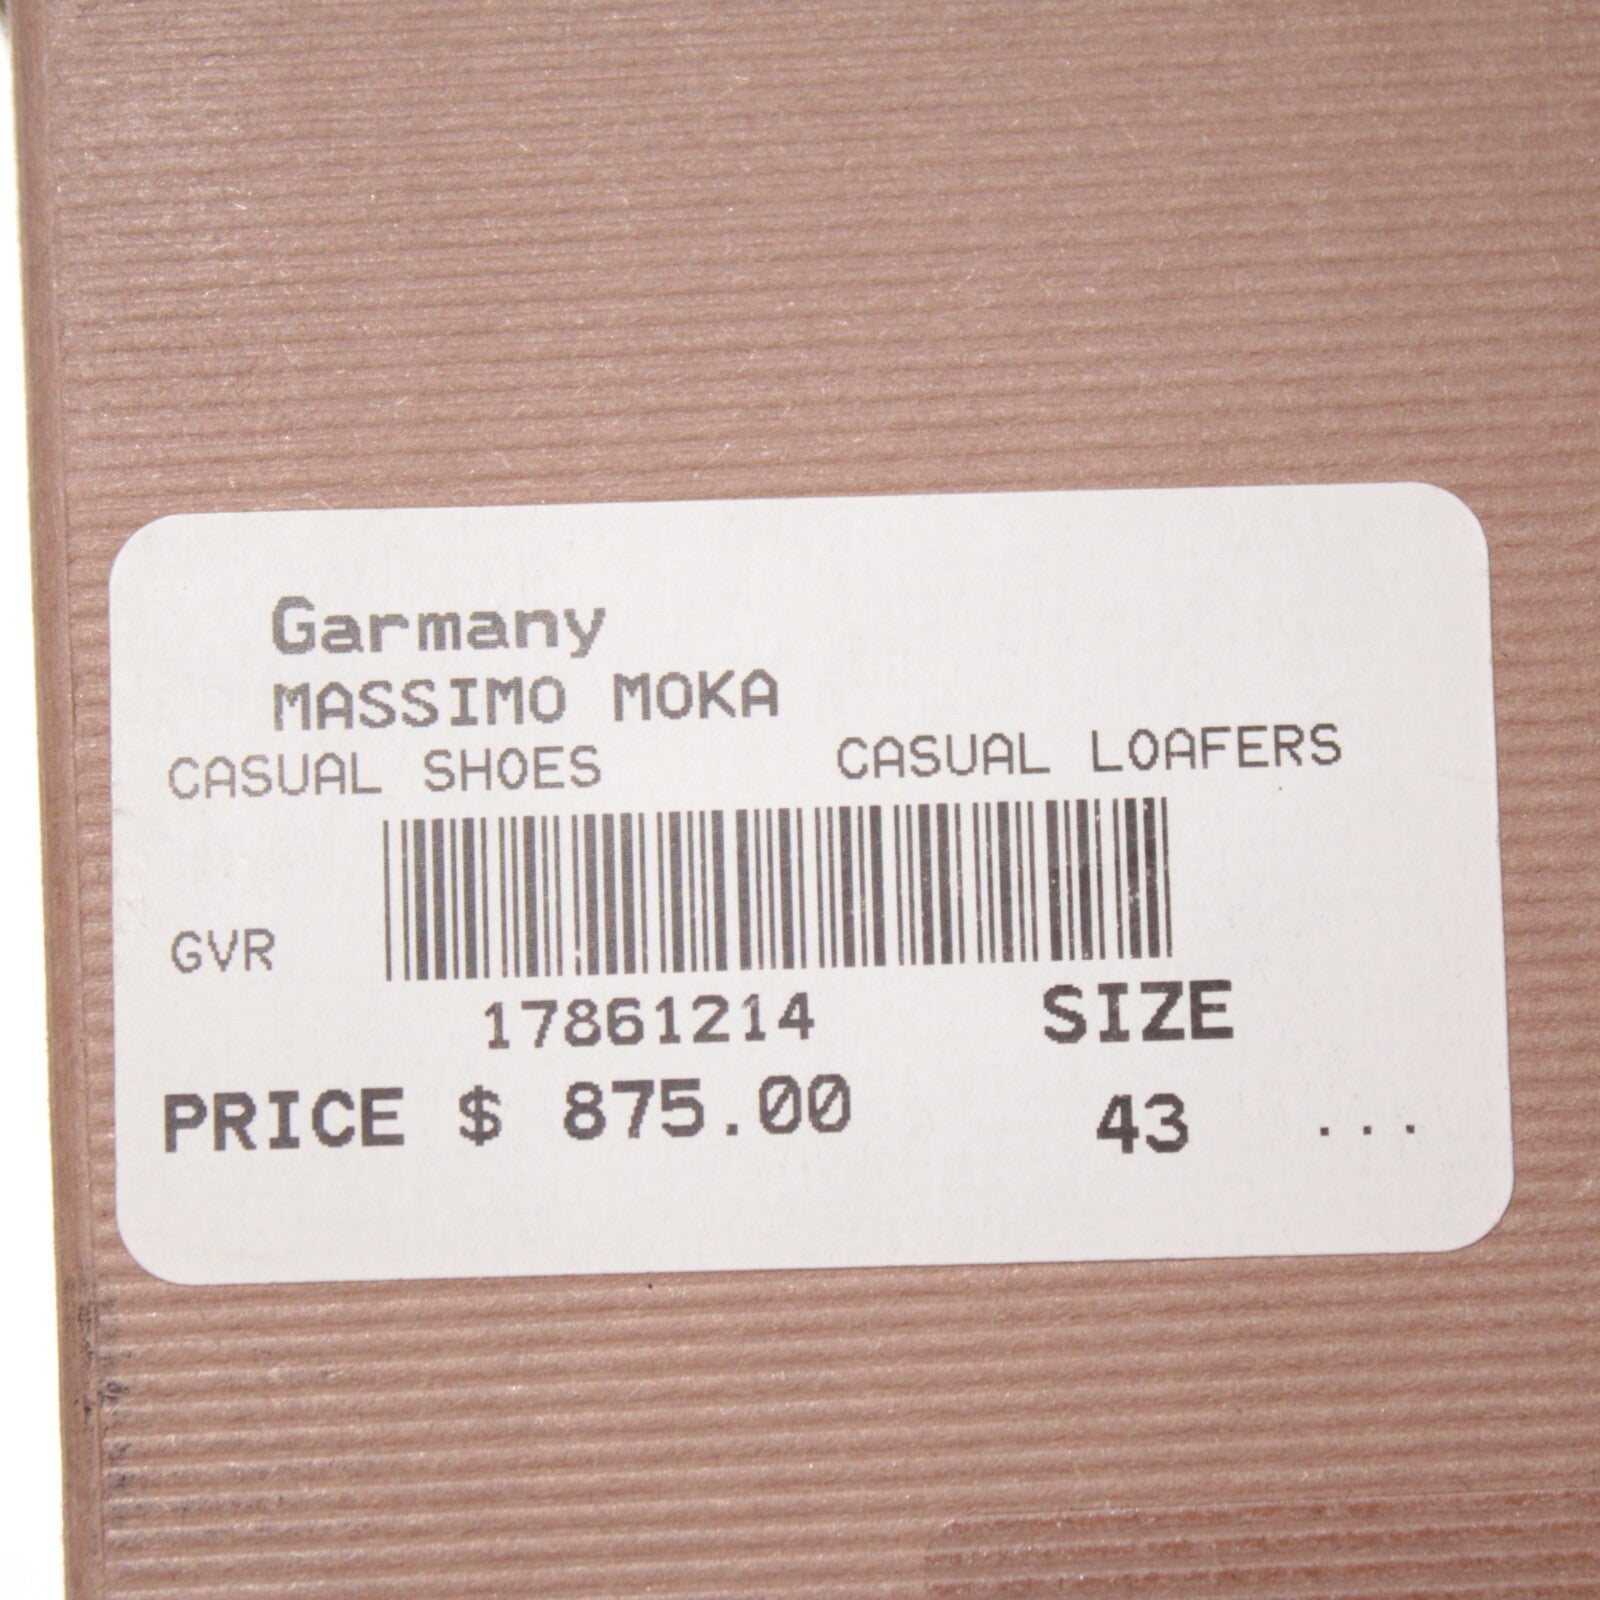 Garmany
MASSIMO MOKA
CASUAL SHOES CASUAL LOAFERS
GVR
17861214 SIZE
PRICE $ 875.00 43 ...